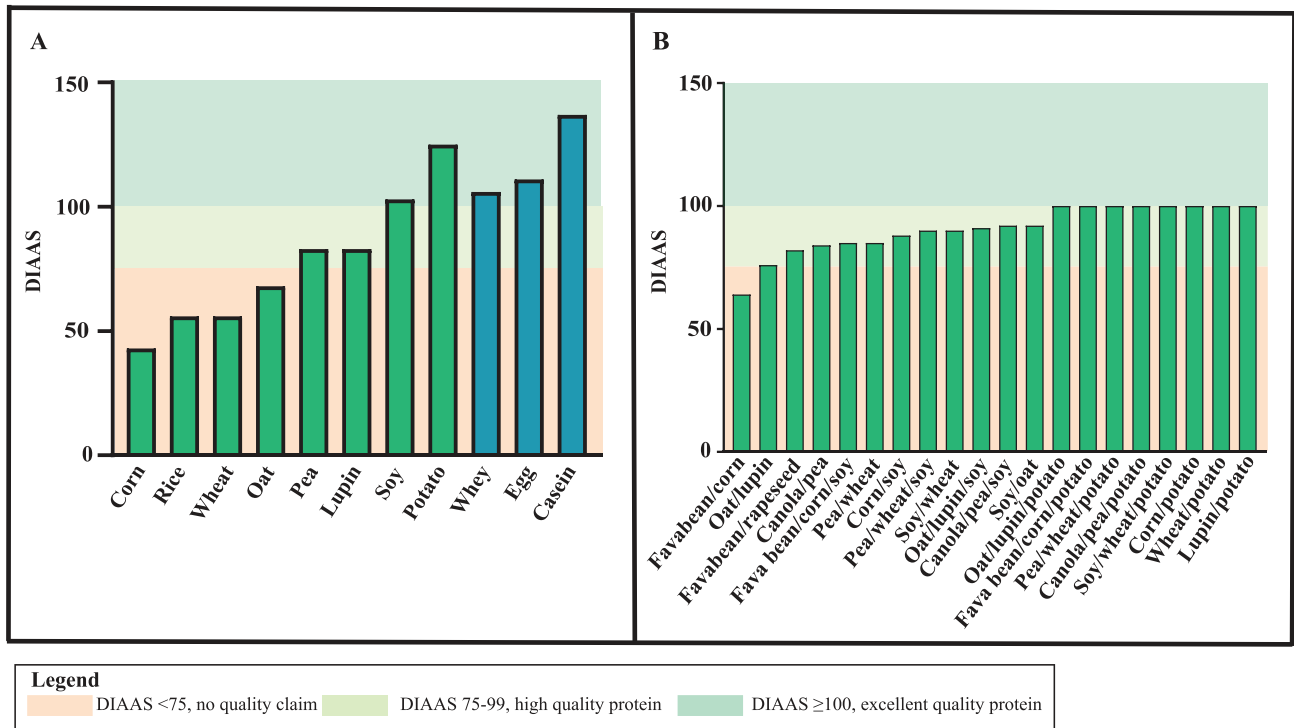 A
150
100
50
0
DIAAS
Corn
Rice
Wheat
Oat
Pea
Lupin
Soy
Potato
Whey
Egg
Casein
B
150
100
50
0
DIAAS
Favabean/corn
Oat/lupin
Favabean/rapeseed
Canola/pea
Fava bean/corn/soy
Pea/wheat
Corn/soy
Pea/wheat/soy
Soy/wheat
Oat/lupin/soy
Canola/pea/soy
Soy/oat
Oat/lupin/potato
Fava bean/corn/potato
Pea/wheat/potato
Canola/pea/potato
Soy/wheat/potato
Corn/potato
Wheat/potato
Lupin/potato
Legend
DIAAS <75, no quality claim
DIAAS 75-99, high quality protein
DIAAS ≥100, excellent quality protein